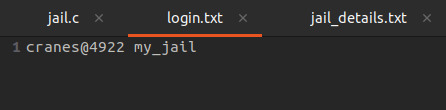 jail.c × login.txt × jail_details.txt ×
1 cranes@4922 my_jail